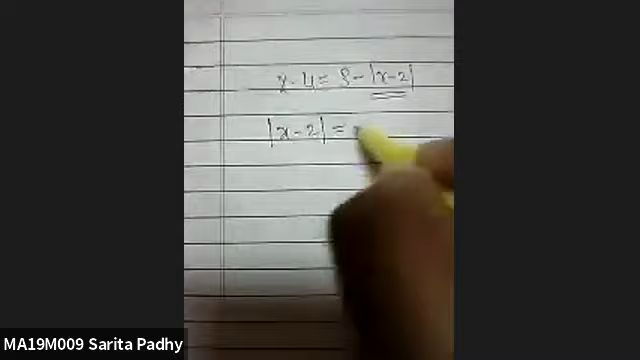 x - 4 = 8 - |x-2|
|x-2| =
MA19M009 Sarita Padhy